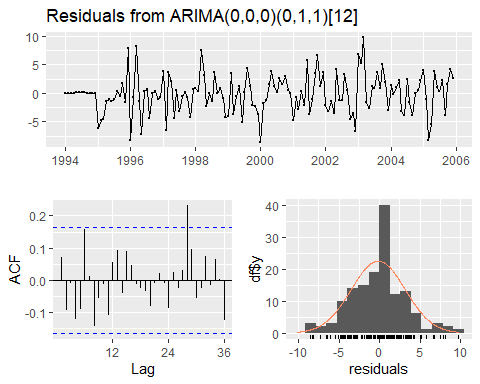 Residuals from ARIMA(0,0,0)(0,1,1)[12]
10
5
0
-5
1994 1996 1998 2000 2002 2004 2006
ACF
0.2
0.1
0.0
-0.1
12 24 36
Lag
df$y
40
30
20
10
0
-10 -5 0 5 10
residuals